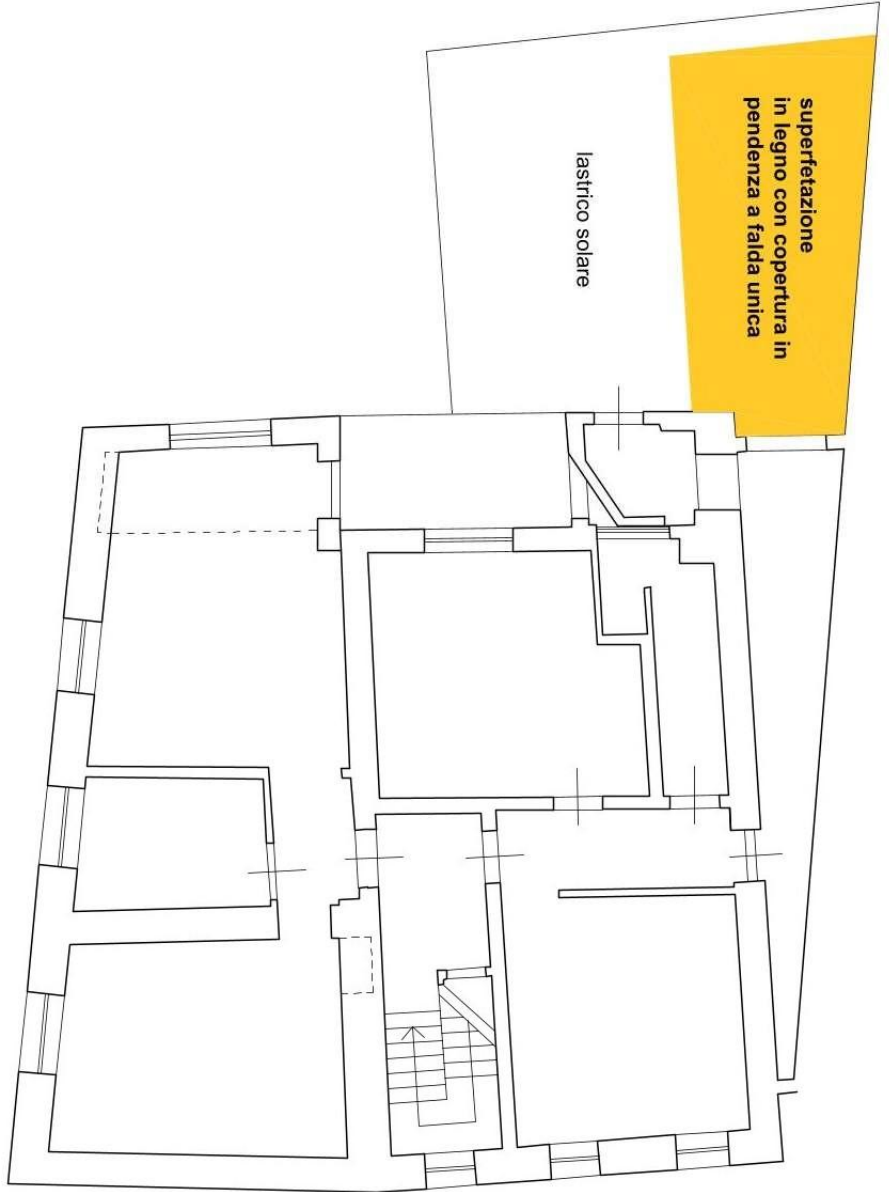 superfetazione
in legno con copertura in
pendenza a falda unica
lastrico solare